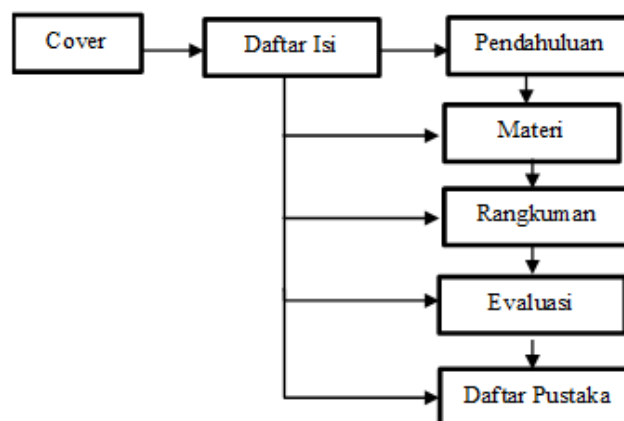 Cover
Daftar Isi
Pendahuluan
Materi
Rangkuman
Evaluasi
Daftar Pustaka